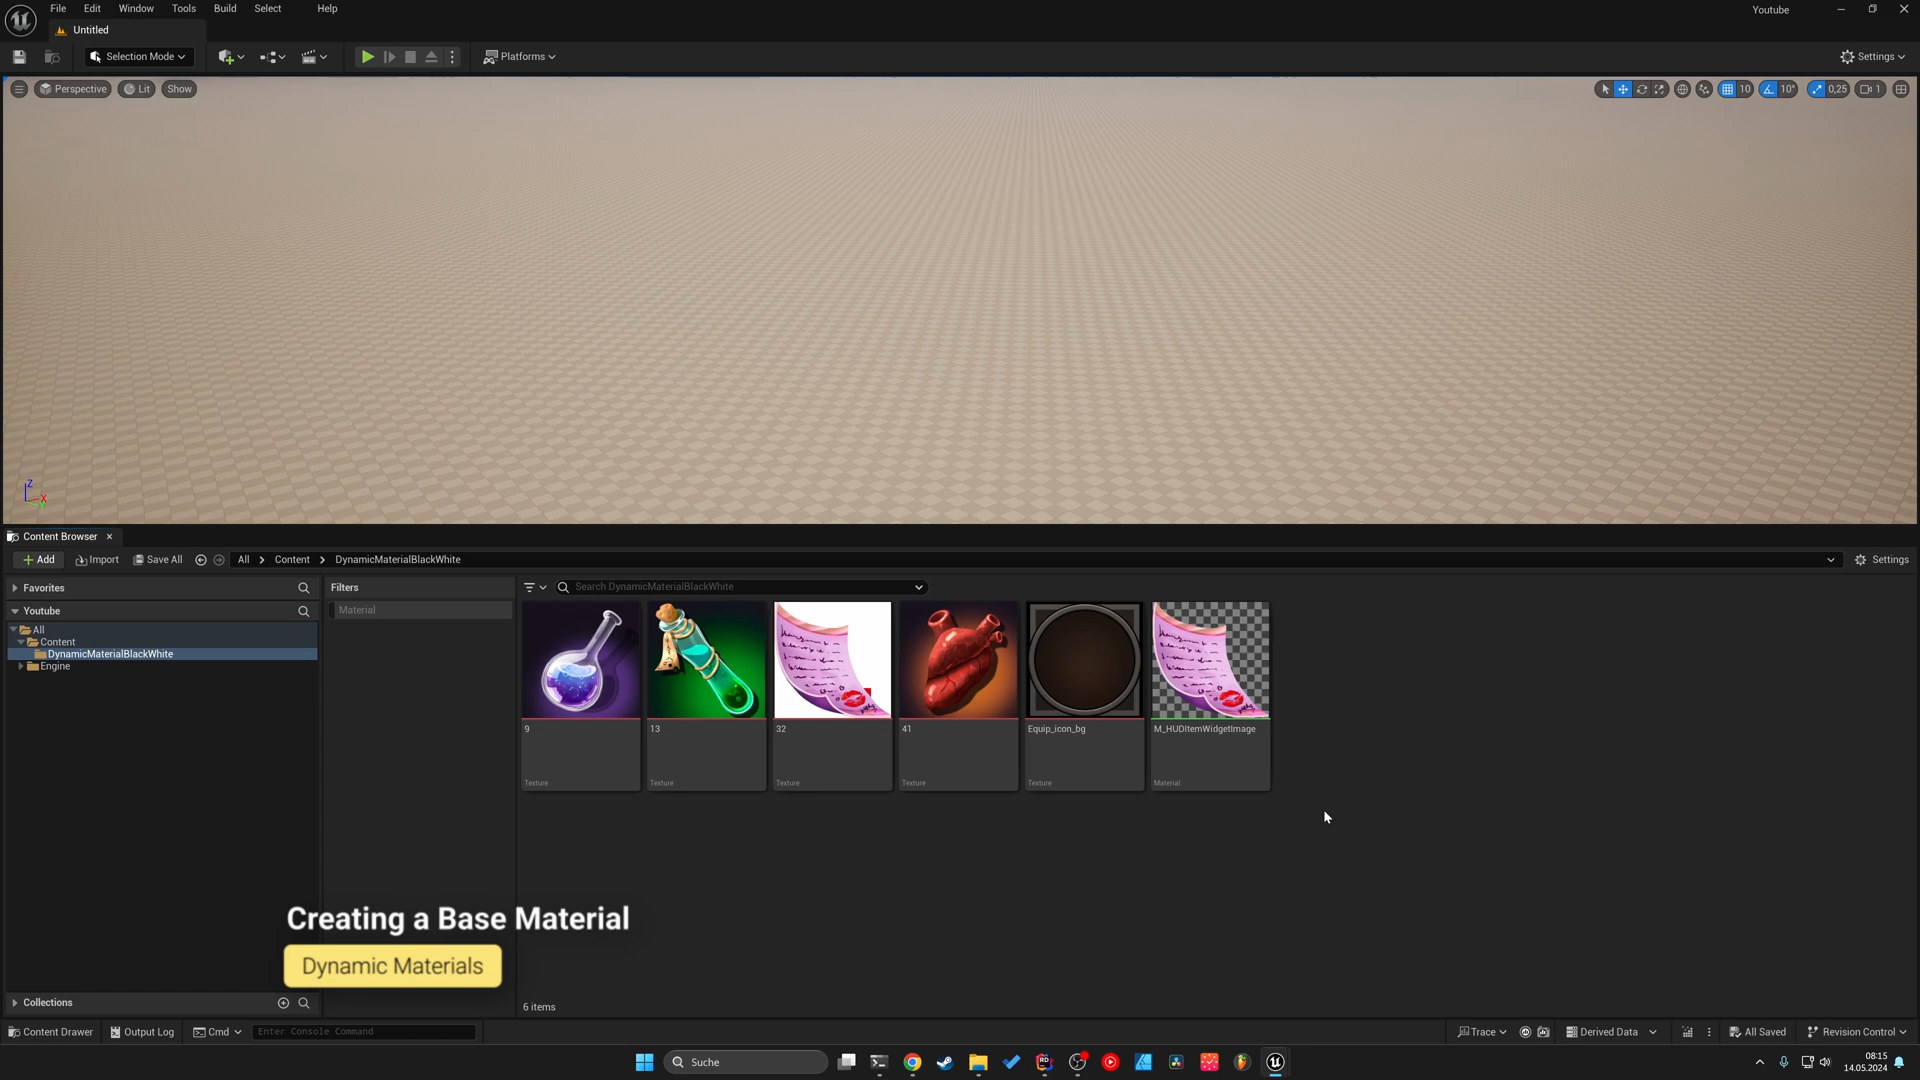 File Edit Window Tools Build Select Help
Youtube
Untitled
Selection Mode
Platforms
Settings
Perspective
Lit
Show
10
10°
0,25
1
Z
X
Y
Content Browser
Add
Import
Save All
All
Content
DynamicMaterialBlackWhite
Settings
Favorites
Filters
Search DynamicMaterialBlackWhite
Youtube
Material
All
Content
DynamicMaterialBlackWhite
Engine
9
13
32
41
Equip_icon_bg
M_HUDItemWidgetImage
Texture
Texture
Texture
Texture
Texture
Material
Creating a Base Material
Dynamic Materials
Collections
6 items
Content Drawer
Output Log
Cmd
Enter Console Command
Trace
Derived Data
All Saved
Revision Control
Suche
RD
08:15
14.05.2024